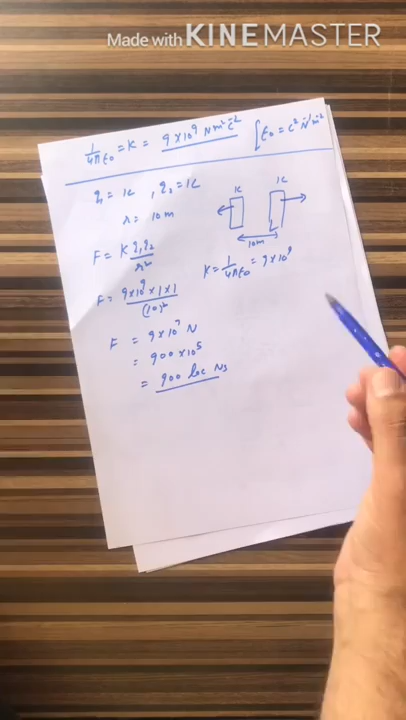 Made with KINEMASTER
1/4πε₀ = K = 9×10⁹ Nm²c⁻² [ε₀ = c² N⁻¹m⁻²
q₁ = 1c , q₂ = 1c
r = 10m
1c 1c
10m
F = K q₁q₂/r²
K = 1/4πε₀ = 9×10⁹
F = 9×10⁹×1×1/(10)²
F = 9×10⁷ N
= 900×10⁵
= 900 lac Ns